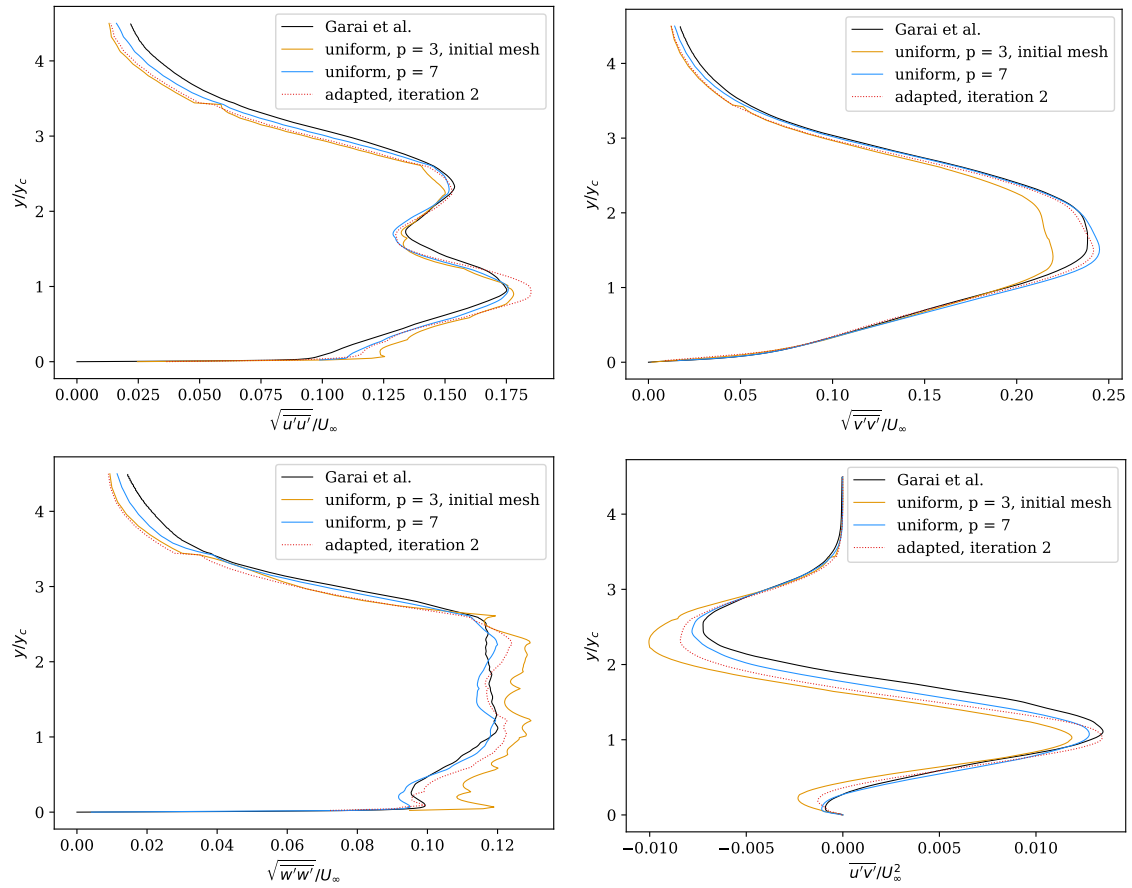 Garai et al.
uniform, p = 3, initial mesh
uniform, p = 7
adapted, iteration 2
4
3
2
1
0
y/y_c
0.000 0.025 0.050 0.075 0.100 0.125 0.150 0.175
√u′u′/U∞
Garai et al.
uniform, p = 3, initial mesh
uniform, p = 7
adapted, iteration 2
4
3
2
1
0
y/y_c
0.00 0.05 0.10 0.15 0.20 0.25
√v′v′/U∞
Garai et al.
uniform, p = 3, initial mesh
uniform, p = 7
adapted, iteration 2
4
3
2
1
0
y/y_c
0.00 0.02 0.04 0.06 0.08 0.10 0.12
√w′w′/U∞
Garai et al.
uniform, p = 3, initial mesh
uniform, p = 7
adapted, iteration 2
4
3
2
1
0
y/y_c
−0.010 −0.005 0.000 0.005 0.010
u′v′/U∞²